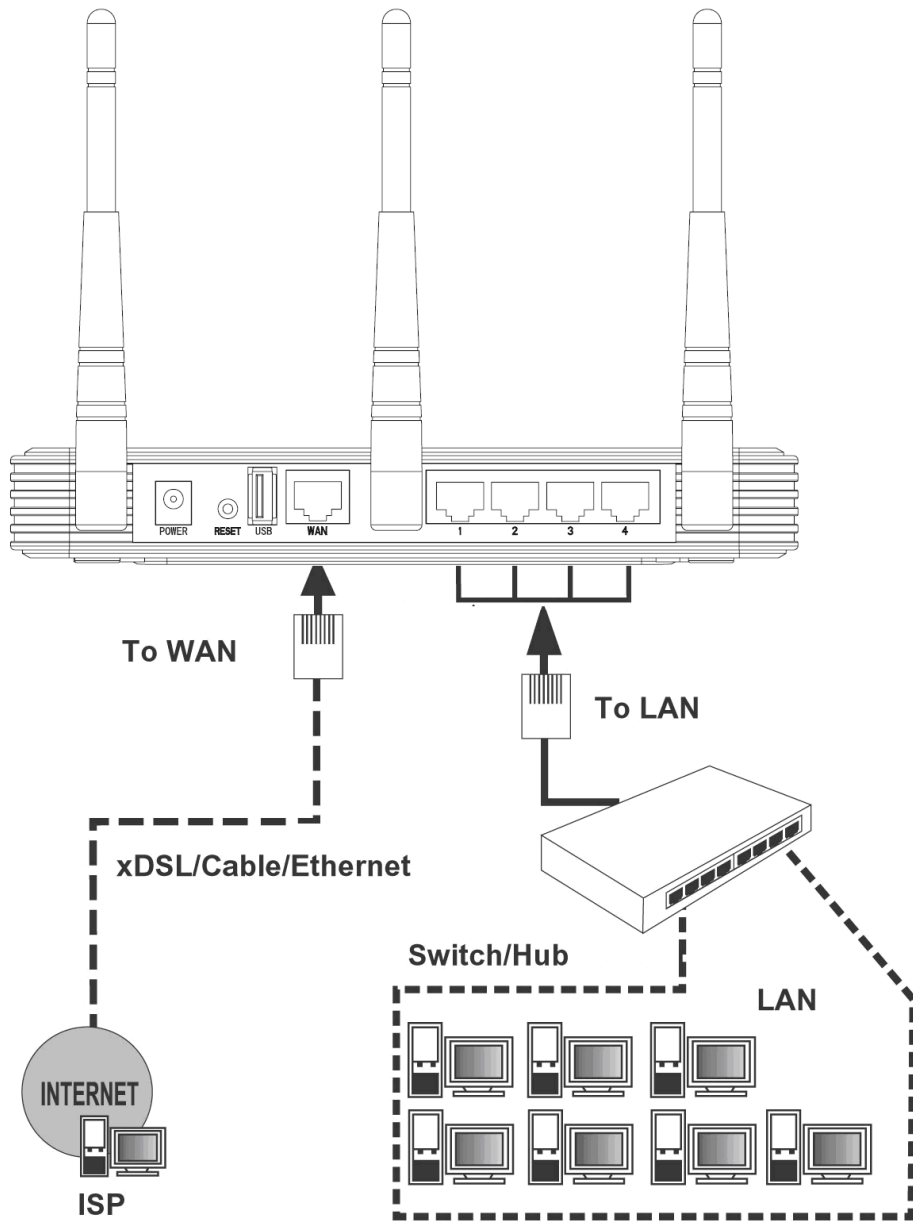 POWER
RESET
USB
WAN
1
2
3
4
To WAN
To LAN
xDSL/Cable/Ethernet
Switch/Hub
LAN
INTERNET
ISP